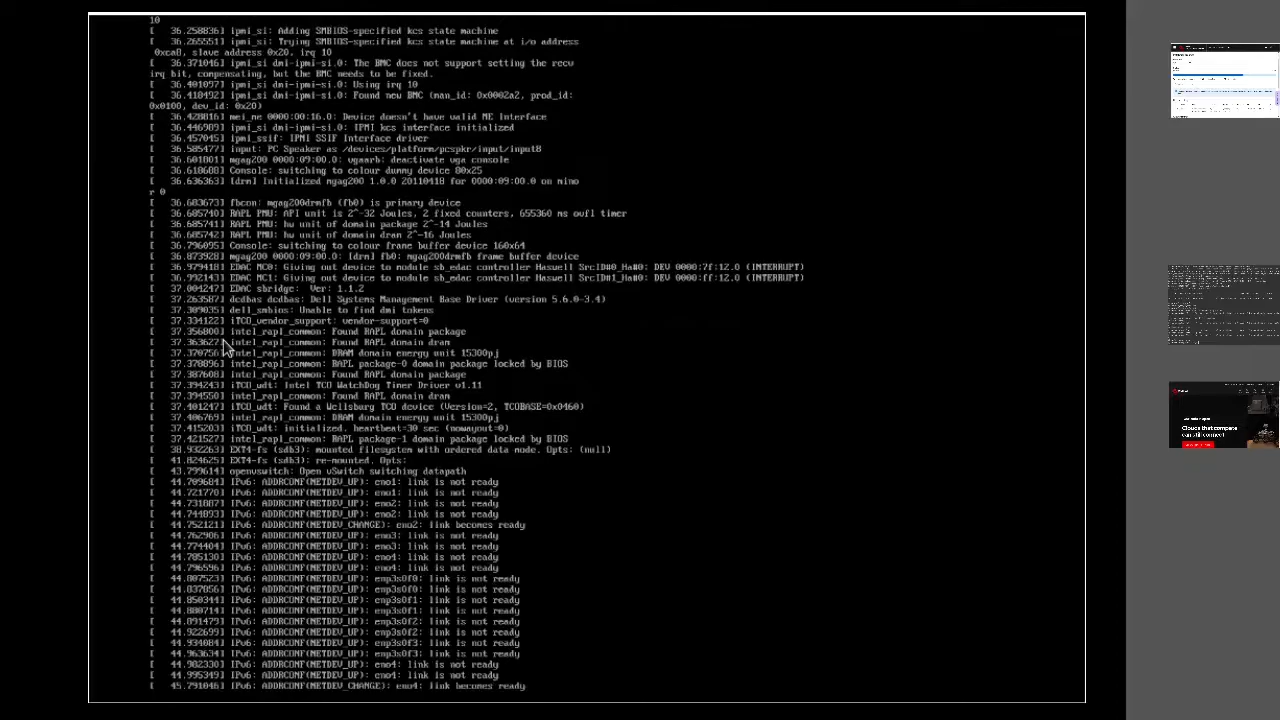 10
[   36.258836] ipmi_si: Adding SMBIOS-specified kcs state machine
[   36.265551] ipmi_si: Trying SMBIOS-specified kcs state machine at i/o address
0xca8, slave address 0x20, irq 10
[   36.371046] ipmi_si dmi-ipmi-si.0: The BMC does not support setting the recv
irq bit, compensating, but the BMC needs to be fixed.
[   36.401097] ipmi_si dmi-ipmi-si.0: Using irq 10
[   36.418492] ipmi_si dmi-ipmi-si.0: Found new BMC (man_id: 0x0002a2, prod_id:
0x0100, dev_id: 0x20)
[   36.428816] mei_me 0000:00:16.0: Device doesn't have valid ME Interface
[   36.446989] ipmi_si dmi-ipmi-si.0: IPMI kcs interface initialized
[   36.457045] ipmi_ssif: IPMI SSIF Interface driver
[   36.585477] input: PC Speaker as /devices/platform/pcspkr/input/input8
[   36.601801] mgag200 0000:09:00.0: vgaarb: deactivate vga console
[   36.618688] Console: switching to colour dummy device 80x25
[   36.636363] [drm] Initialized mgag200 1.0.0 20110418 for 0000:09:00.0 on mino
r 0
[   36.683673] fbcon: mgag200drmfb (fb0) is primary device
[   36.685740] RAPL PMU: API unit is 2^-32 Joules, 2 fixed counters, 655360 ms ovfl timer
[   36.685741] RAPL PMU: hw unit of domain package 2^-14 Joules
[   36.685742] RAPL PMU: hw unit of domain dram 2^-16 Joules
[   36.796095] Console: switching to colour frame buffer device 160x64
[   36.873928] mgag200 0000:09:00.0: [drm] fb0: mgag200drmfb frame buffer device
[   36.979418] EDAC MC0: Giving out device to module sb_edac controller Haswell SrcID#0_Ha#0: DEV 0000:7f:12.0 (INTERRUPT)
[   36.992143] EDAC MC1: Giving out device to module sb_edac controller Haswell SrcID#1_Ha#0: DEV 0000:ff:12.0 (INTERRUPT)
[   37.004247] EDAC sbridge:  Ver: 1.1.2
[   37.263587] dcdbas dcdbas: Dell Systems Management Base Driver (version 5.6.0-3.4)
[   37.309035] dell_smbios: Unable to find dmi tokens
[   37.334122] iTCO_vendor_support: vendor-support=0
[   37.356800] intel_rapl_common: Found RAPL domain package
[   37.363627] intel_rapl_common: Found RAPL domain dram
[   37.370756] intel_rapl_common: DRAM domain energy unit 15300pj
[   37.378896] intel_rapl_common: RAPL package-0 domain package locked by BIOS
[   37.387608] intel_rapl_common: Found RAPL domain package
[   37.394243] iTCO_wdt: Intel TCO WatchDog Timer Driver v1.11
[   37.394550] intel_rapl_common: Found RAPL domain dram
[   37.401247] iTCO_wdt: Found a Wellsburg TCO device (Version=2, TCOBASE=0x0460)
[   37.406769] intel_rapl_common: DRAM domain energy unit 15300pj
[   37.415203] iTCO_wdt: initialized. heartbeat=30 sec (nowayout=0)
[   37.421527] intel_rapl_common: RAPL package-1 domain package locked by BIOS
[   38.932263] EXT4-fs (sdb3): mounted filesystem with ordered data mode. Opts: (null)
[   41.824625] EXT4-fs (sdb3): re-mounted. Opts:
[   43.799614] openvswitch: Open vSwitch switching datapath
[   44.709684] IPv6: ADDRCONF(NETDEV_UP): eno1: link is not ready
[   44.721770] IPv6: ADDRCONF(NETDEV_UP): eno1: link is not ready
[   44.731887] IPv6: ADDRCONF(NETDEV_UP): eno2: link is not ready
[   44.744893] IPv6: ADDRCONF(NETDEV_UP): eno2: link is not ready
[   44.752121] IPv6: ADDRCONF(NETDEV_CHANGE): eno2: link becomes ready
[   44.762906] IPv6: ADDRCONF(NETDEV_UP): eno3: link is not ready
[   44.774404] IPv6: ADDRCONF(NETDEV_UP): eno3: link is not ready
[   44.785130] IPv6: ADDRCONF(NETDEV_UP): eno4: link is not ready
[   44.796596] IPv6: ADDRCONF(NETDEV_UP): eno4: link is not ready
[   44.807523] IPv6: ADDRCONF(NETDEV_UP): enp3s0f0: link is not ready
[   44.837856] IPv6: ADDRCONF(NETDEV_UP): enp3s0f0: link is not ready
[   44.850344] IPv6: ADDRCONF(NETDEV_UP): enp3s0f1: link is not ready
[   44.880714] IPv6: ADDRCONF(NETDEV_UP): enp3s0f1: link is not ready
[   44.891479] IPv6: ADDRCONF(NETDEV_UP): enp3s0f2: link is not ready
[   44.922699] IPv6: ADDRCONF(NETDEV_UP): enp3s0f2: link is not ready
[   44.934084] IPv6: ADDRCONF(NETDEV_UP): enp3s0f3: link is not ready
[   44.963634] IPv6: ADDRCONF(NETDEV_UP): enp3s0f3: link is not ready
[   44.982330] IPv6: ADDRCONF(NETDEV_UP): eno4: link is not ready
[   44.995349] IPv6: ADDRCONF(NETDEV_UP): eno4: link is not ready
[   45.791046] IPv6: ADDRCONF(NETDEV_CHANGE): eno4: link becomes ready
Clouds that compete
can still connect